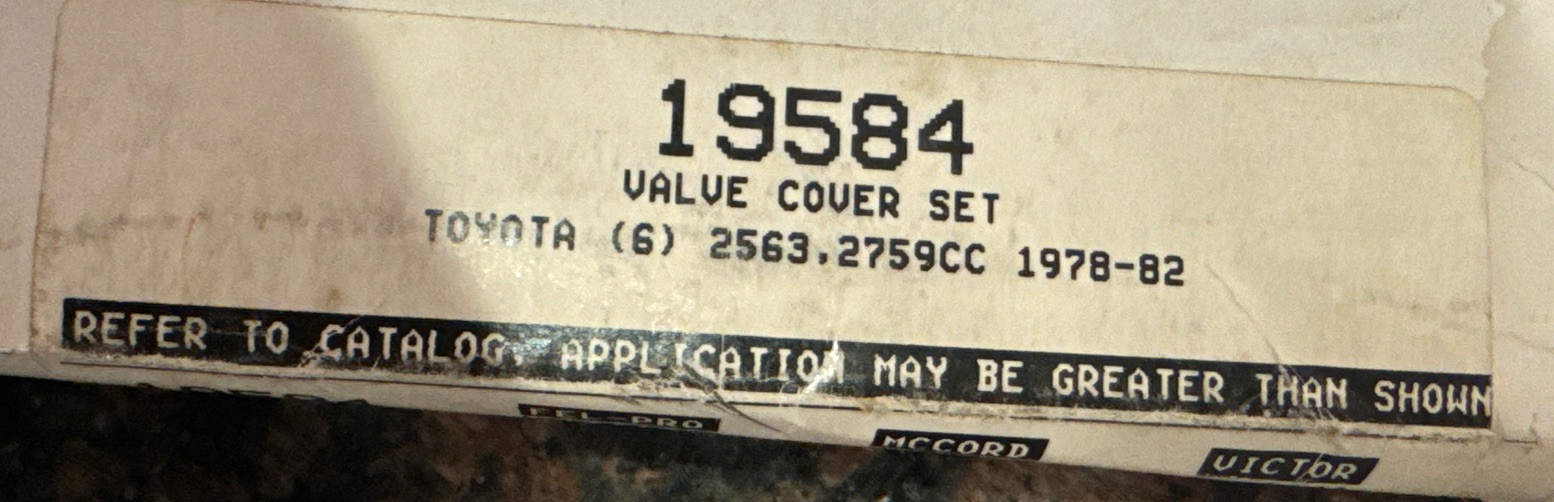 19584
VALVE COVER SET
TOYOTA (6) 2563,2759CC 1978-82
REFER TO CATALOG, APPLICATION MAY BE GREATER THAN SHOWN
FEL-PRO MCCORD VICTOR